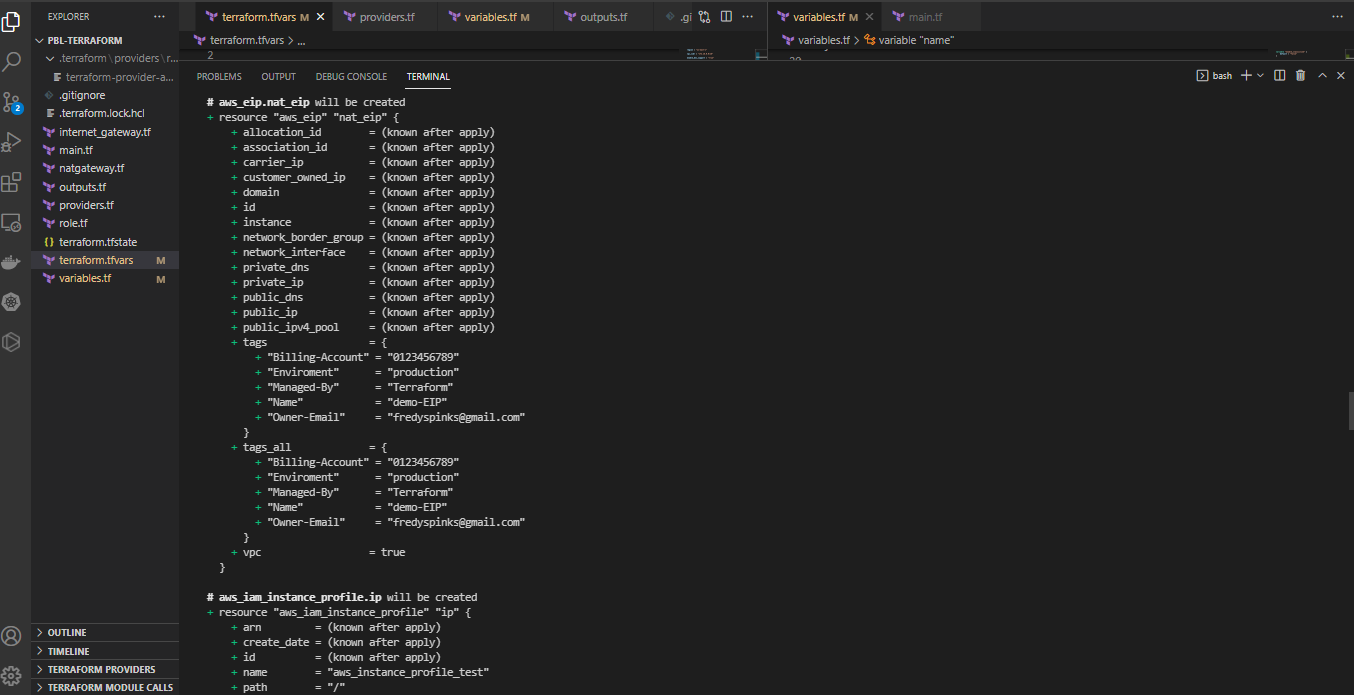 EXPLORER ···
PBL-TERRAFORM
.terraform\providers\r...
terraform-provider-a...
.gitignore
.terraform.lock.hcl
internet_gateway.tf
main.tf
natgateway.tf
outputs.tf
providers.tf
role.tf
{} terraform.tfstate
terraform.tfvars M
variables.tf M
OUTLINE
TIMELINE
TERRAFORM PROVIDERS
TERRAFORM MODULE CALLS
2
terraform.tfvars M × providers.tf variables.tf M outputs.tf .gi ···
terraform.tfvars > ...
2
variables.tf M × main.tf ···
variables.tf > variable "name"
PROBLEMS OUTPUT DEBUG CONSOLE TERMINAL bash
# aws_eip.nat_eip will be created
+ resource "aws_eip" "nat_eip" {
+ allocation_id = (known after apply)
+ association_id = (known after apply)
+ carrier_ip = (known after apply)
+ customer_owned_ip = (known after apply)
+ domain = (known after apply)
+ id = (known after apply)
+ instance = (known after apply)
+ network_border_group = (known after apply)
+ network_interface = (known after apply)
+ private_dns = (known after apply)
+ private_ip = (known after apply)
+ public_dns = (known after apply)
+ public_ip = (known after apply)
+ public_ipv4_pool = (known after apply)
+ tags = {
+ "Billing-Account" = "0123456789"
+ "Enviroment" = "production"
+ "Managed-By" = "Terraform"
+ "Name" = "demo-EIP"
+ "Owner-Email" = "fredyspinks@gmail.com"
}
+ tags_all = {
+ "Billing-Account" = "0123456789"
+ "Enviroment" = "production"
+ "Managed-By" = "Terraform"
+ "Name" = "demo-EIP"
+ "Owner-Email" = "fredyspinks@gmail.com"
}
+ vpc = true
}
# aws_iam_instance_profile.ip will be created
+ resource "aws_iam_instance_profile" "ip" {
+ arn = (known after apply)
+ create_date = (known after apply)
+ id = (known after apply)
+ name = "aws_instance_profile_test"
+ path = "/"